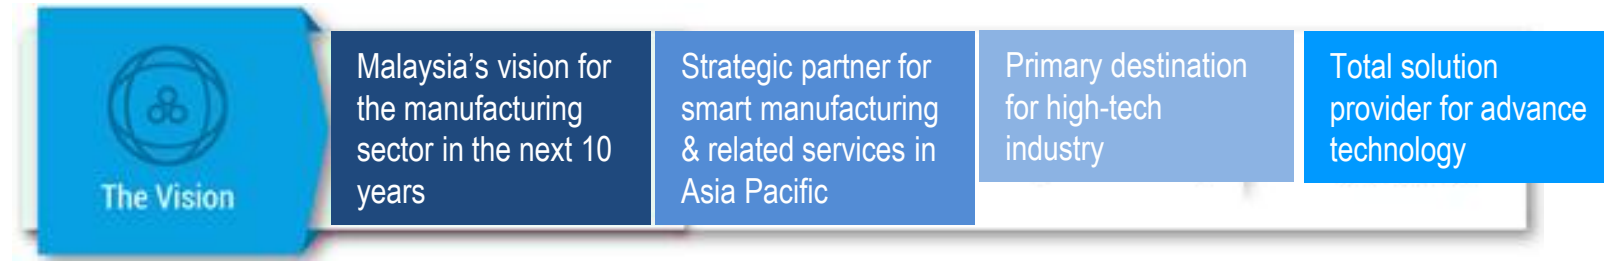 The Vision
Malaysia’s vision for
the manufacturing
sector in the next 10
years
Strategic partner for
smart manufacturing
& related services in
Asia Pacific
Primary destination
for high-tech
industry
Total solution
provider for advance
technology